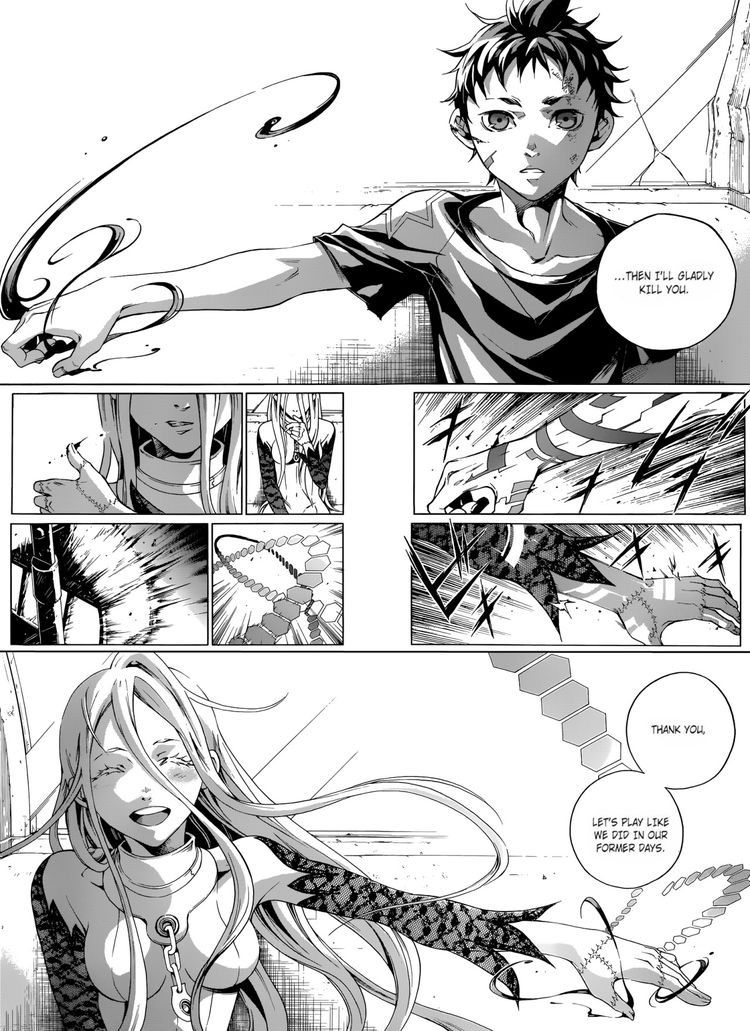 ...THEN I'LL GLADLY
KILL YOU.
THANK YOU,
LET'S PLAY LIKE
WE DID IN OUR
FORMER DAYS.